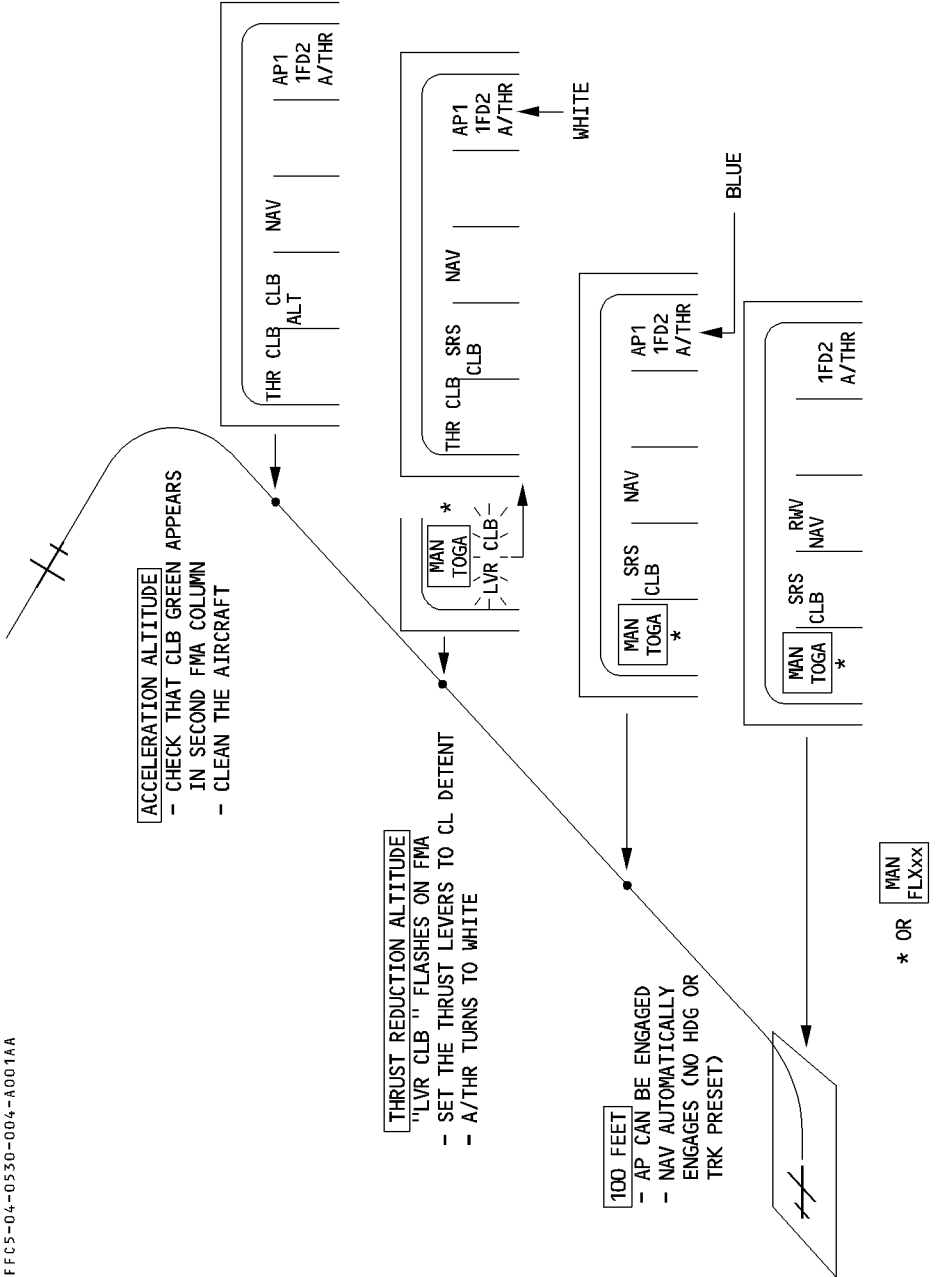 FFC5-04-0530-004-A001AA
ACCELERATION ALTITUDE
- CHECK THAT CLB GREEN APPEARS
IN SECOND FMA COLUMN
- CLEAN THE AIRCRAFT
THR CLB CLB NAV AP1
ALT 1FD2
A/THR
THRUST REDUCTION ALTITUDE
"LVR CLB " FLASHES ON FMA
- SET THE THRUST LEVERS TO CL DETENT
- A/THR TURNS TO WHITE
MAN
TOGA *
LVR CLB
THR CLB SRS NAV AP1
CLB 1FD2
A/THR
WHITE
100 FEET
- AP CAN BE ENGAGED
- NAV AUTOMATICALLY
ENGAGES (NO HDG OR
TRK PRESET)
MAN SRS NAV AP1
TOGA CLB 1FD2
* A/THR
BLUE
MAN SRS RWV 1FD2
TOGA CLB NAV A/THR
*
* OR MAN
FLXxx